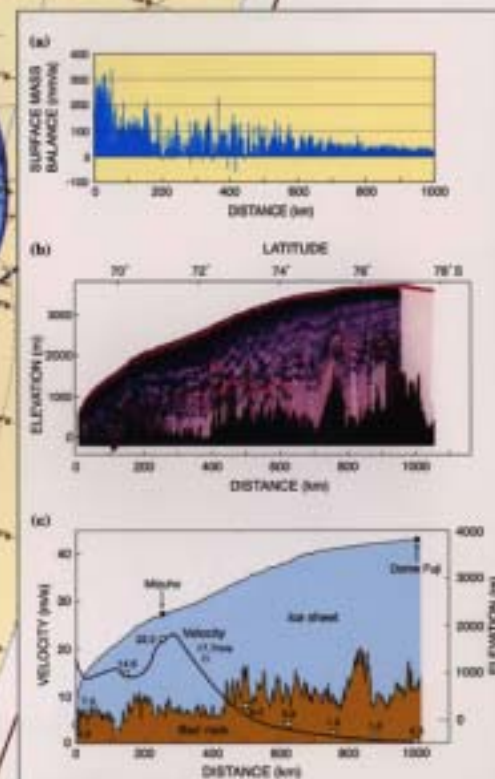 (a)
SURFACE MASS
BALANCE (mm/a)
400
300
200
100
0
-100
0 200 400 600 800 1000
DISTANCE (km)
(b)
LATITUDE
70° 72° 74° 76° 78° S
ELEVATION (m)
3000
2000
1000
0
0 200 400 600 800 1000
DISTANCE (km)
(c)
VELOCITY (m/a)
40
30
20
10
0
Mizuho
Dome Fuji
Ice sheet
Velocity
Bed rock
4000
3000
2000
1000
0
ELEVATION (m)
0 200 400 600 800 1000
DISTANCE (km)